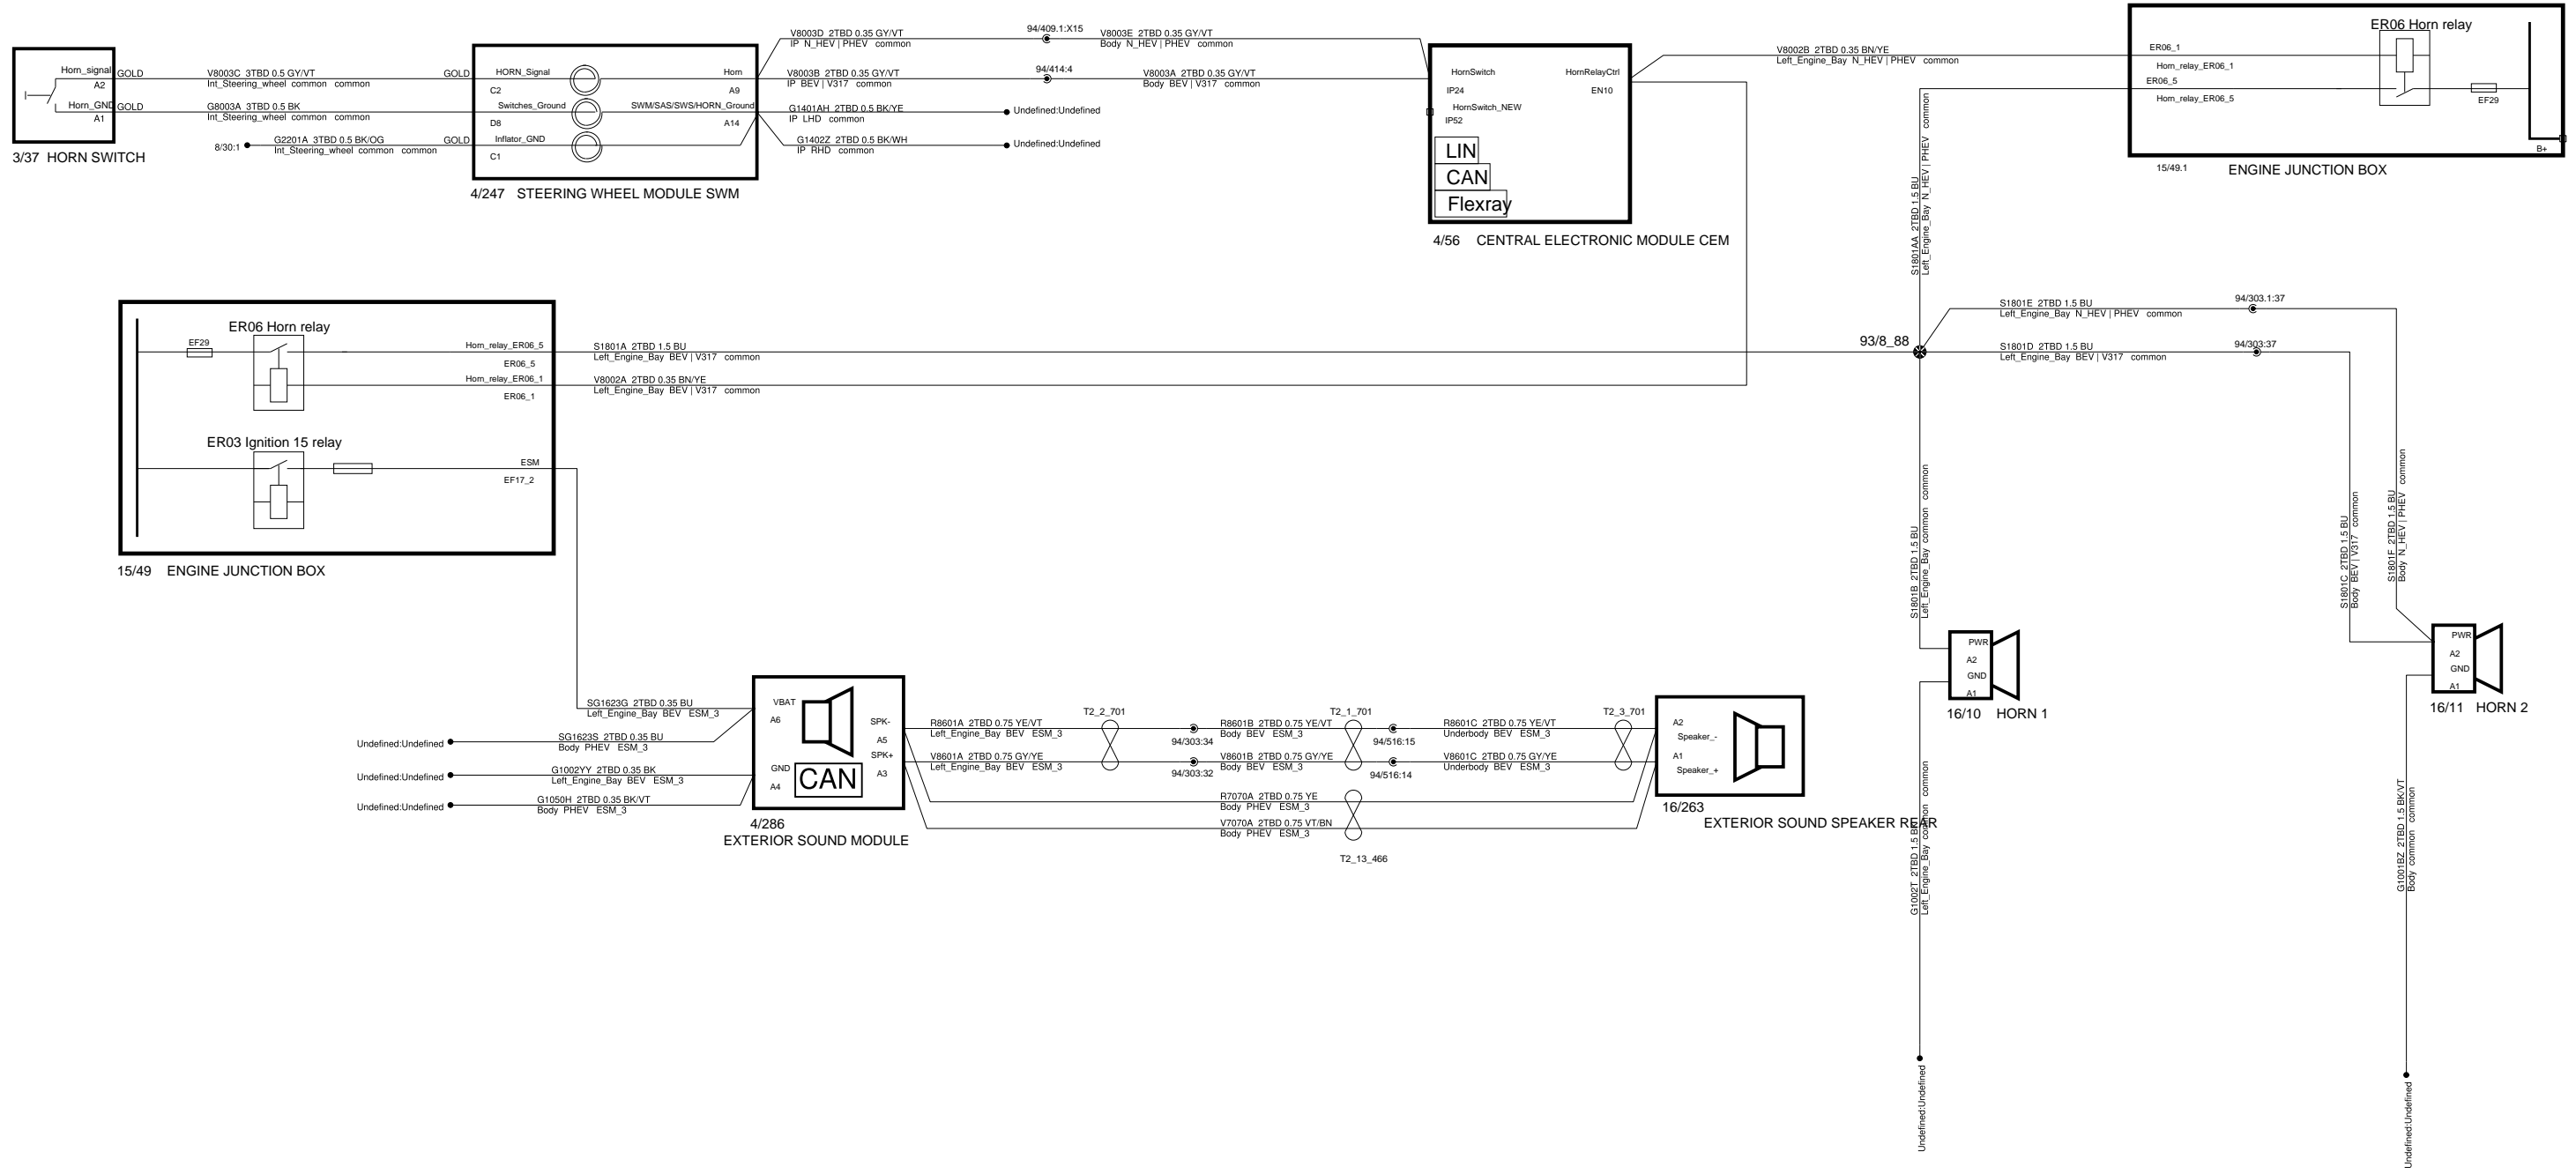 Horn_signal
A2
Horn_GND
A1
3/37 HORN SWITCH
GOLD
V8003C 3TBD 0.5 GY/VT
Int_Steering_wheel common common
GOLD
GOLD
G8003A 3TBD 0.5 BK
Int_Steering_wheel common common
8/30:1
G2201A 3TBD 0.5 BK/OG
Int_Steering_wheel common common
GOLD
HORN_Signal
C2
Switches_Ground
D8
Inflator_GND
C1
Horn
A9
SWM/SAS/SWS/HORN_Ground
A14
4/247 STEERING WHEEL MODULE SWM
V8003D 2TBD 0.35 GY/VT
IP N_HEV | PHEV common
94/409.1:X15
V8003E 2TBD 0.35 GY/VT
Body N_HEV | PHEV common
V8003B 2TBD 0.35 GY/VT
IP BEV | V317 common
94/414:4
V8003A 2TBD 0.35 GY/VT
Body BEV | V317 common
G1401AH 2TBD 0.5 BK/YE
IP LHD common
Undefined:Undefined
G1402Z 2TBD 0.5 BK/WH
IP RHD common
Undefined:Undefined
HornSwitch
IP24
HornSwitch_NEW
IP52
HornRelayCtrl
EN10
LIN
CAN
Flexray
4/56 CENTRAL ELECTRONIC MODULE CEM
V8002B 2TBD 0.35 BN/YE
Left_Engine_Bay N_HEV | PHEV common
ER06 Horn relay
ER06_1
Horn_relay_ER06_1
ER06_5
Horn_relay_ER06_5
EF29
B+
15/49.1 ENGINE JUNCTION BOX
S1801AA 2TBD 1.5 BU
Left_Engine_Bay N_HEV | PHEV common
ER06 Horn relay
EF29
Horn_relay_ER06_5
ER06_5
Horn_relay_ER06_1
ER06_1
ER03 Ignition 15 relay
ESM
EF17_2
15/49 ENGINE JUNCTION BOX
S1801A 2TBD 1.5 BU
Left_Engine_Bay BEV | V317 common
V8002A 2TBD 0.35 BN/YE
Left_Engine_Bay BEV | V317 common
93/8_88
S1801E 2TBD 1.5 BU
Left_Engine_Bay N_HEV | PHEV common
94/303.1:37
S1801D 2TBD 1.5 BU
Left_Engine_Bay BEV | V317 common
94/303:37
S1801B 2TBD 1.5 BU
Left_Engine_Bay common common
S1801C 2TBD 1.5 BU
Body BEV | V317 common
S1801F 2TBD 1.5 BU
Body N_HEV | PHEV common
PWR
A2
GND
A1
16/10 HORN 1
PWR
A2
GND
A1
16/11 HORN 2
SG1623G 2TBD 0.35 BU
Left_Engine_Bay BEV ESM_3
Undefined:Undefined
SG1623S 2TBD 0.35 BU
Body PHEV ESM_3
Undefined:Undefined
G1002YY 2TBD 0.35 BK
Left_Engine_Bay BEV ESM_3
Undefined:Undefined
G1050H 2TBD 0.35 BK/VT
Body PHEV ESM_3
VBAT
A6
GND
A4
SPK-
A5
SPK+
A3
CAN
4/286
EXTERIOR SOUND MODULE
R8601A 2TBD 0.75 YE/VT
Left_Engine_Bay BEV ESM_3
V8601A 2TBD 0.75 GY/YE
Left_Engine_Bay BEV ESM_3
T2_2_701
94/303:34
94/303:32
R8601B 2TBD 0.75 YE/VT
Body BEV ESM_3
V8601B 2TBD 0.75 GY/YE
Body BEV ESM_3
T2_1_701
94/516:15
94/516:14
R8601C 2TBD 0.75 YE/VT
Underbody BEV ESM_3
V8601C 2TBD 0.75 GY/YE
Underbody BEV ESM_3
T2_3_701
R7070A 2TBD 0.75 YE
Body PHEV ESM_3
V7070A 2TBD 0.75 VT/BN
Body PHEV ESM_3
T2_13_466
A2
Speaker_-
A1
Speaker_+
16/263
EXTERIOR SOUND SPEAKER REAR
G1002T 2TBD 1.5 BK
Left_Engine_Bay common common
Undefined:Undefined
G1001BZ 2TBD 1.5 BK/VT
Body common common
Undefined:Undefined